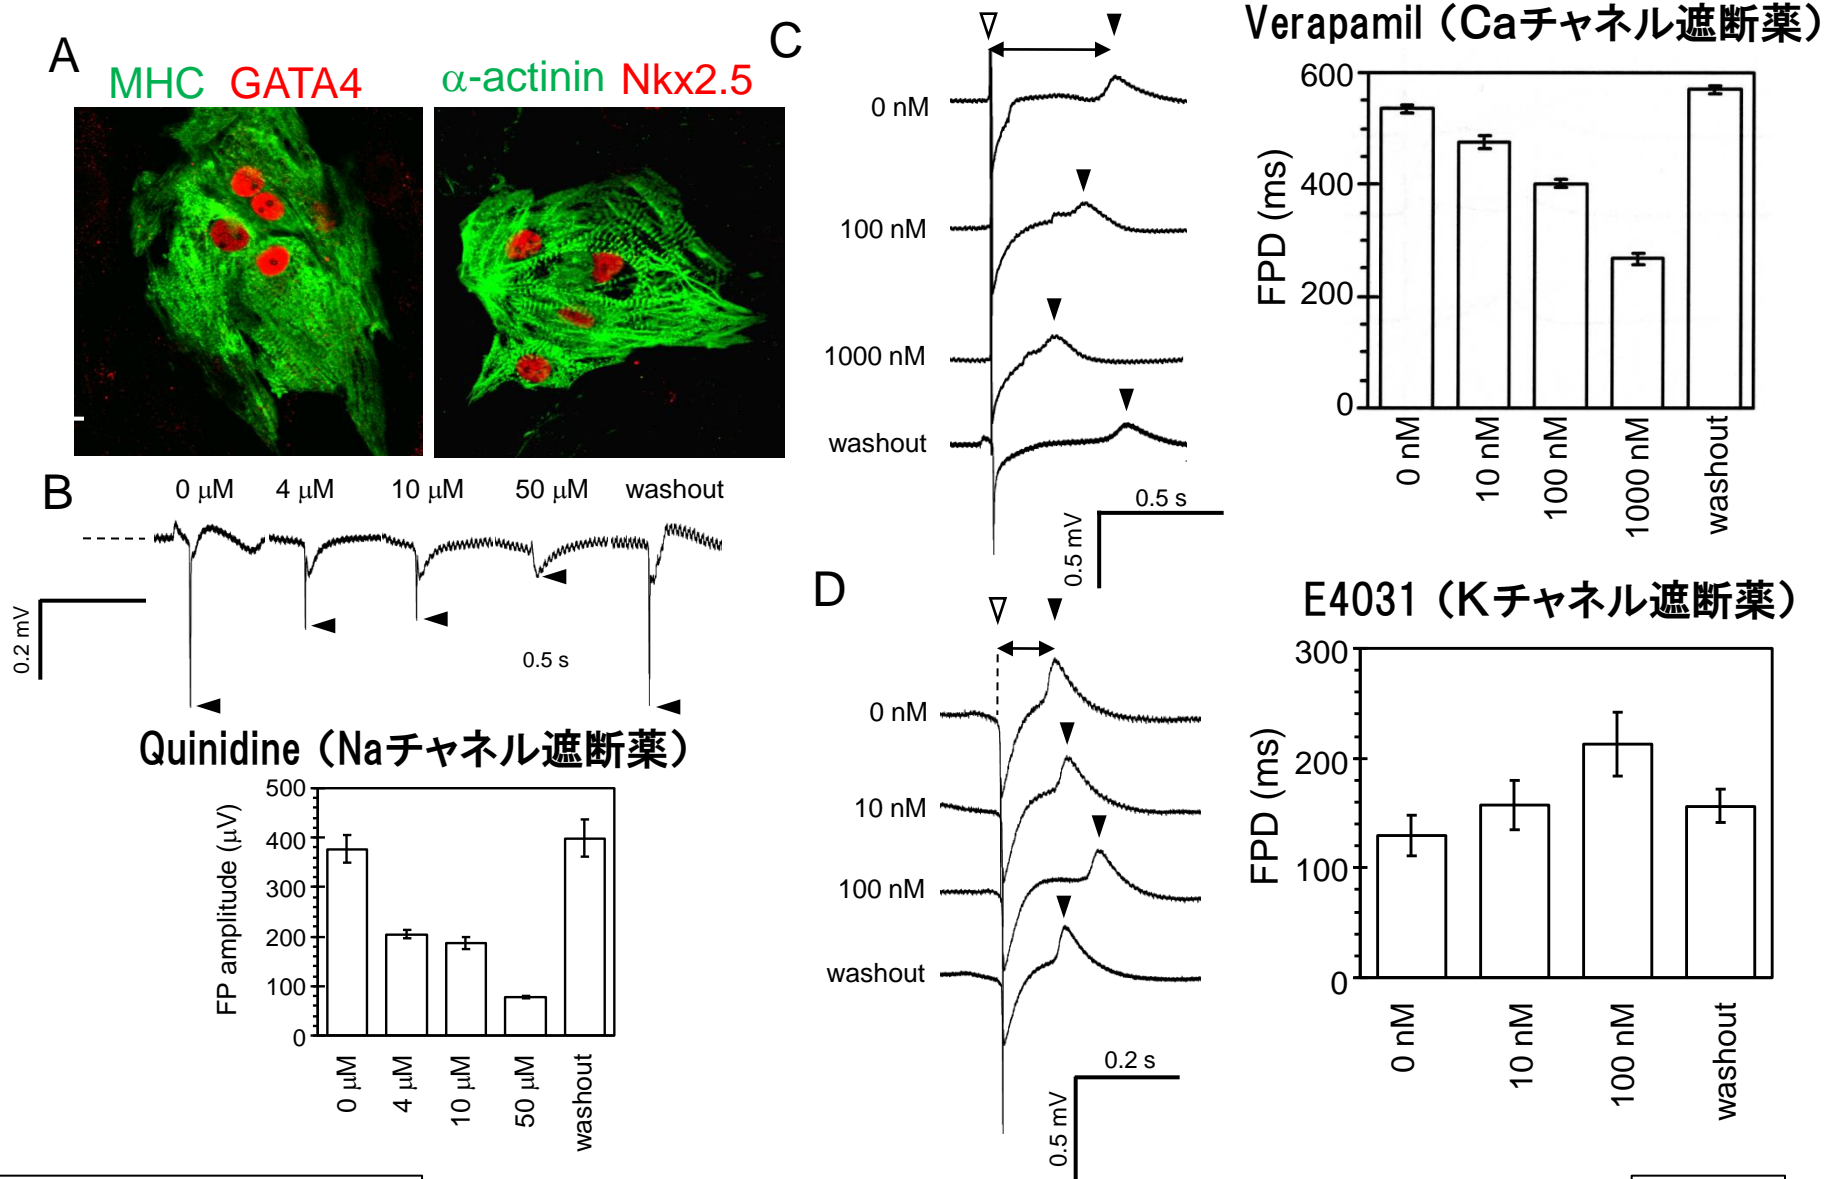 A
MHC GATA4
α-actinin Nkx2.5
B
0 μM 4 μM 10 μM 50 μM washout
0.2 mV
0.5 s
Quinidine（Naチャネル遮断薬）
FP amplitude (μV)
500
400
300
200
100
0
0 μM
4 μM
10 μM
50 μM
washout
C
0 nM
100 nM
1000 nM
washout
0.5 s
0.5 mV
Verapamil（Caチャネル遮断薬）
FPD (ms)
600
400
200
0
0 nM
10 nM
100 nM
1000 nM
washout
D
0 nM
10 nM
100 nM
washout
0.2 s
0.5 mV
E4031（Kチャネル遮断薬）
FPD (ms)
300
200
100
0
0 nM
10 nM
100 nM
washout